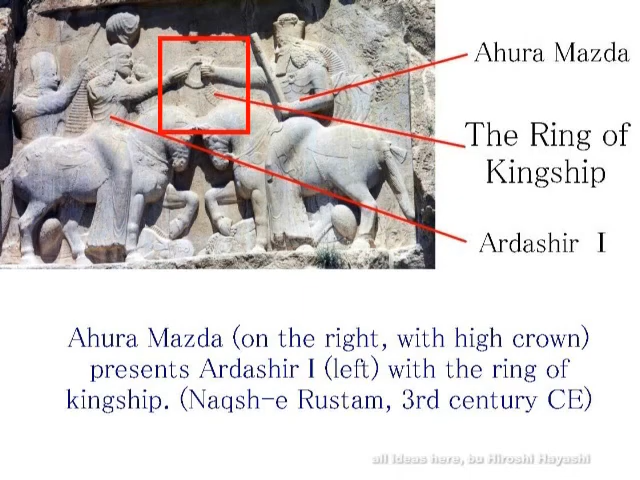 Ahura Mazda
The Ring of
Kingship
Ardashir I
Ahura Mazda (on the right, with high crown)
presents Ardashir I (left) with the ring of
kingship. (Naqsh-e Rustam, 3rd century CE)
all ideas here, bu Hiroshi Hayashi